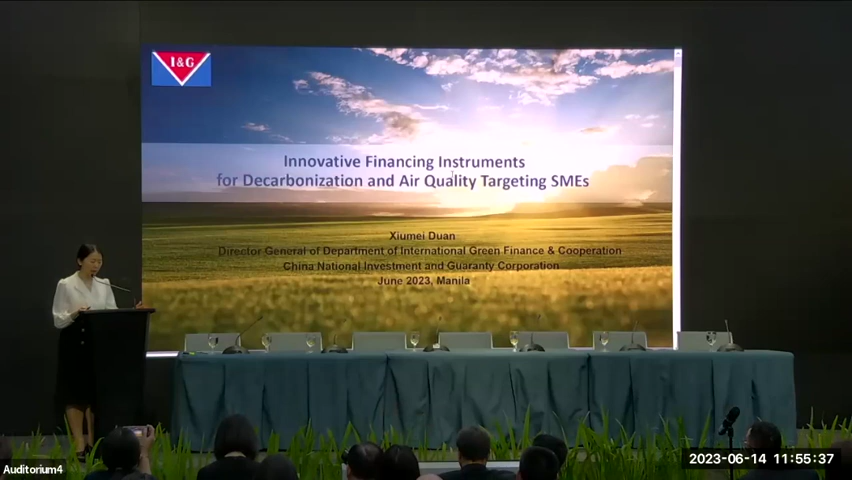 I&G
Innovative Financing Instruments
for Decarbonization and Air Quality Targeting SMEs
Xiumei Duan
Director General of Department of International Green Finance & Cooperation
China National Investment and Guaranty Corporation
June 2023, Manila
Auditorium4
2023-06-14 11:55:37